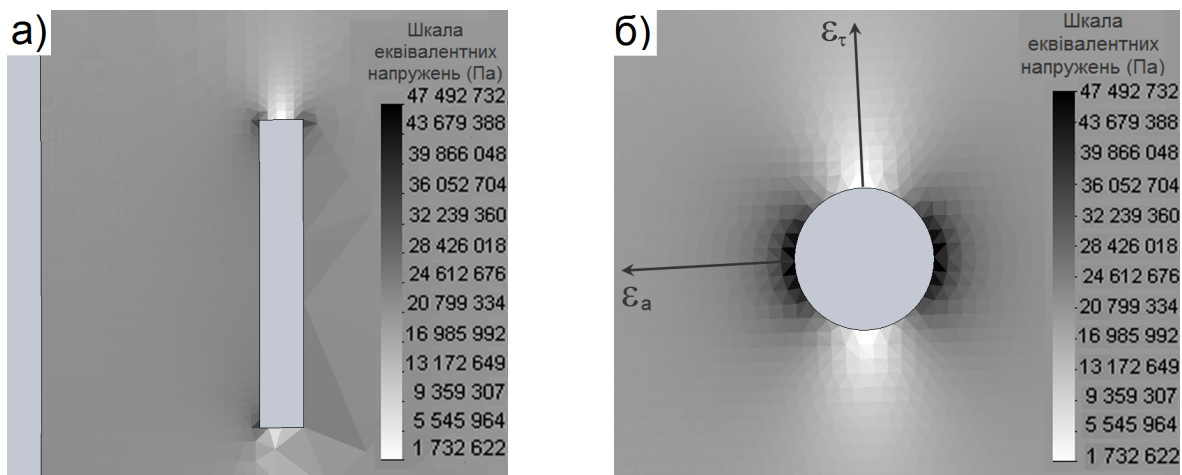 а)
Шкала
еквівалентних
напружень (Па)
47 492 732
43 679 388
39 866 048
36 052 704
32 239 360
28 426 018
24 612 676
20 799 334
16 985 992
13 172 649
9 359 307
5 545 964
1 732 622
б)
ετ
εa
Шкала
еквівалентних
напружень (Па)
47 492 732
43 679 388
39 866 048
36 052 704
32 239 360
28 426 018
24 612 676
20 799 334
16 985 992
13 172 649
9 359 307
5 545 964
1 732 622